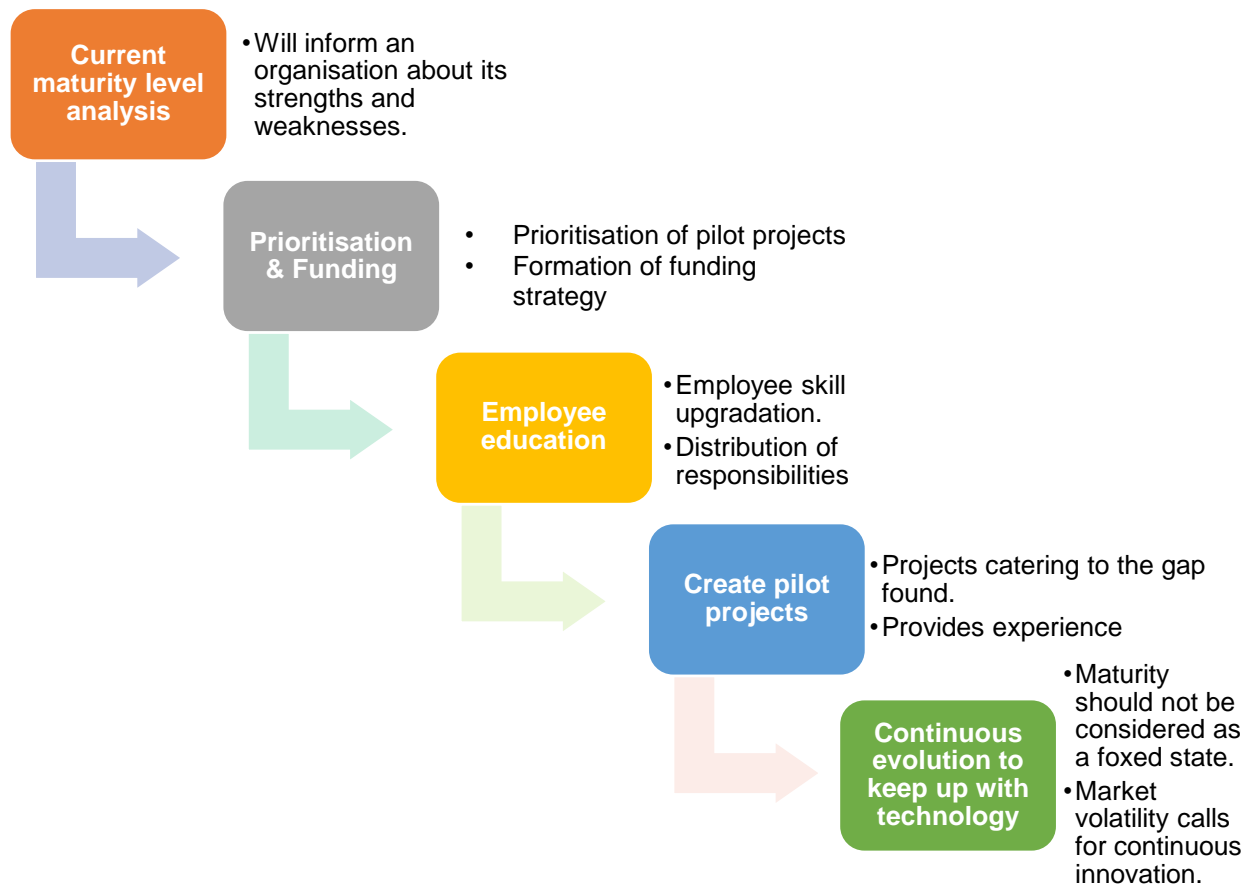 Current
maturity level
analysis
•Will inform an
organisation about its
strengths and
weaknesses.
Prioritisation
& Funding
• Prioritisation of pilot projects
• Formation of funding
strategy
Employee
education
•Employee skill
upgradation.
•Distribution of
responsibilities
Create pilot
projects
•Projects catering to the gap
found.
•Provides experience
Continuous
evolution to
keep up with
technology
•Maturity
should not be
considered as
a foxed state.
•Market
volatility calls
for continuous
innovation.